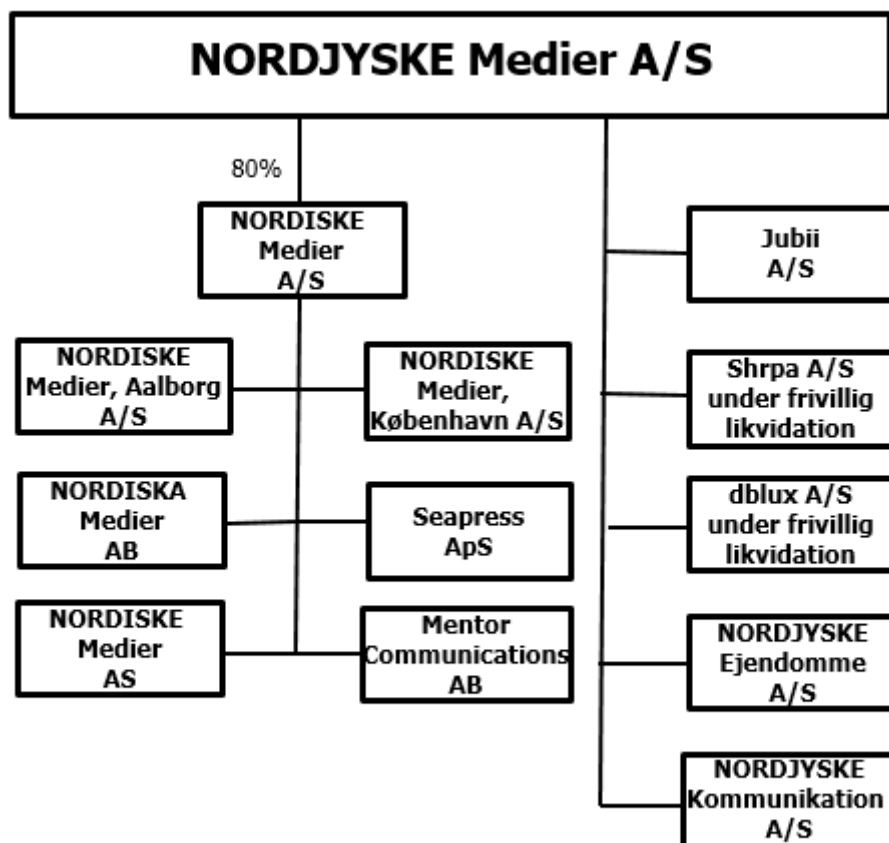 NORDJYSKE Medier A/S
80%
NORDISKE
Medier
A/S
NORDISKE
Medier, Aalborg
A/S
NORDISKE
Medier,
København A/S
NORDISKA
Medier
AB
Seapress
ApS
NORDISKE
Medier
AS
Mentor
Communications
AB
Jubii
A/S
Shrpa A/S
under frivillig
likvidation
dblux A/S
under frivillig
likvidation
NORDJYSKE
Ejendomme
A/S
NORDJYSKE
Kommunikation
A/S